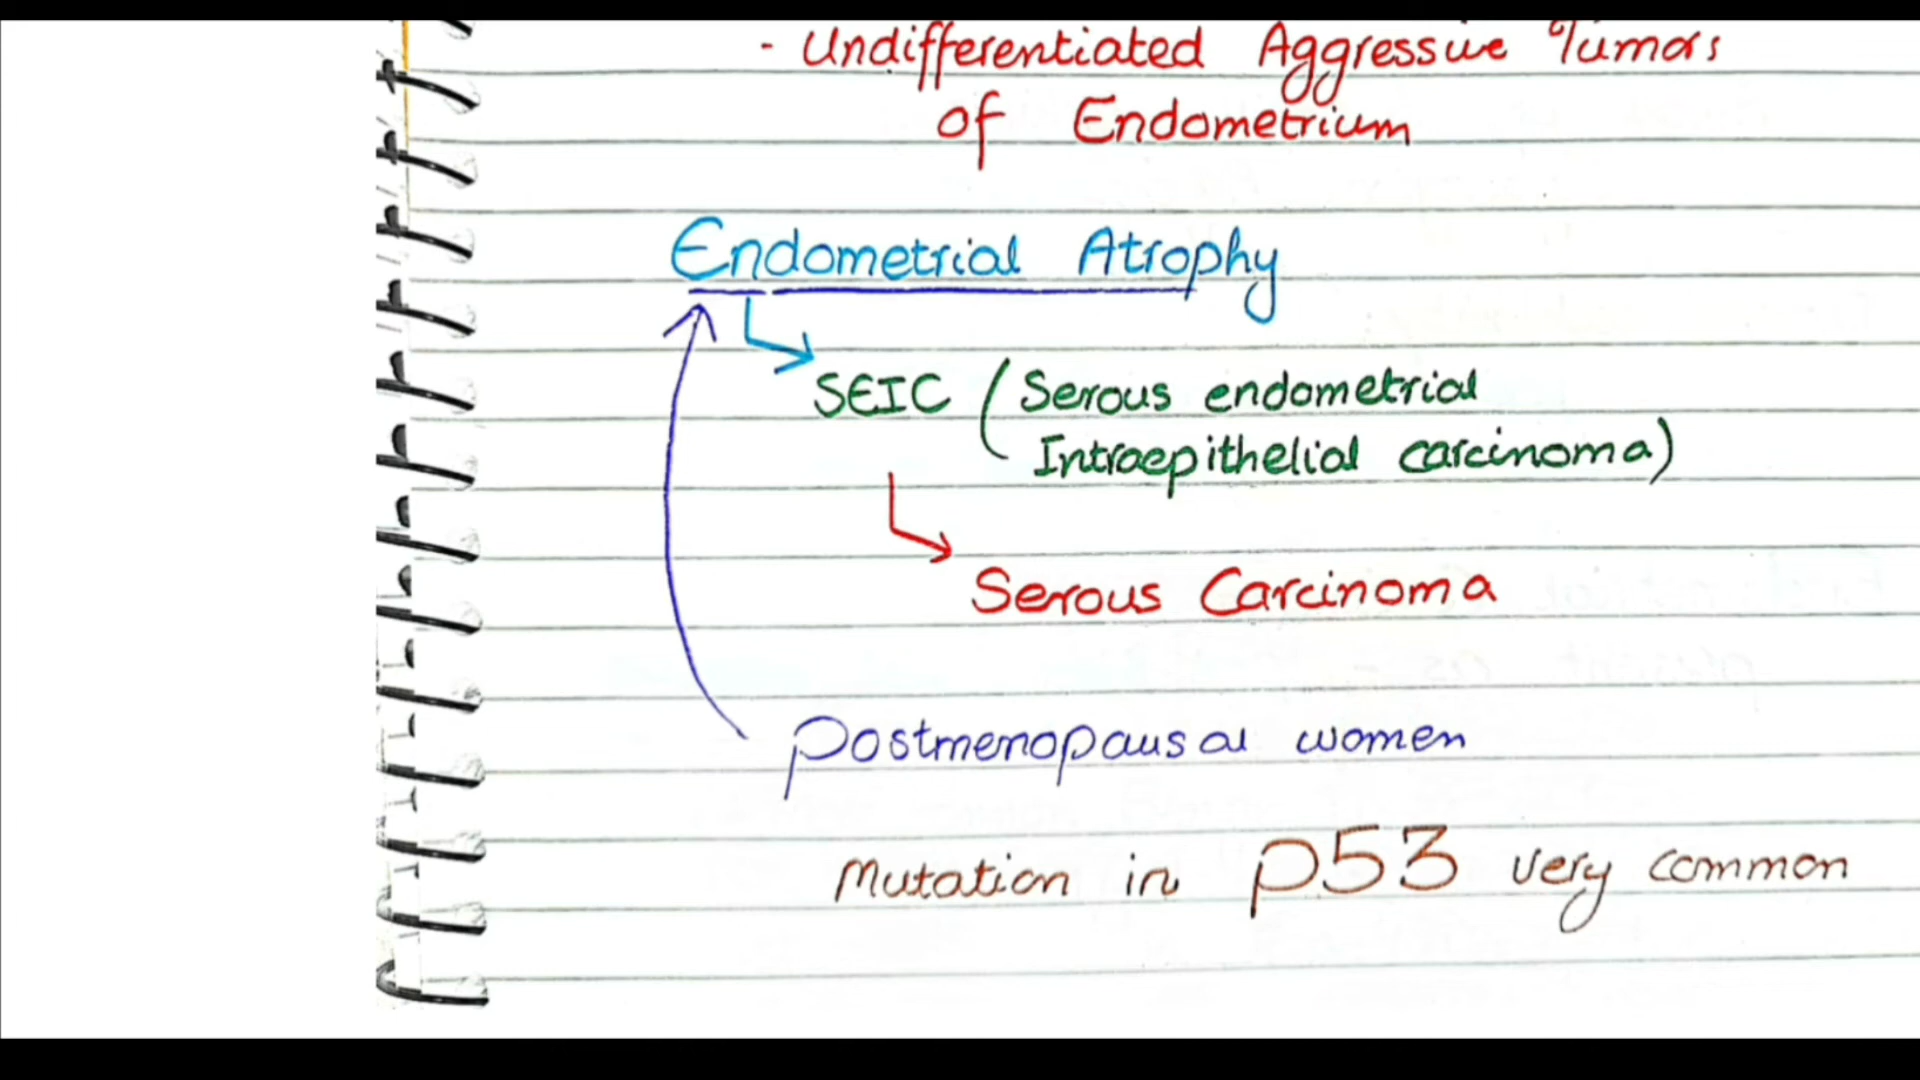 - Undifferentiated Aggressive Tumors
of Endometrium
Endometrial Atrophy
SEIC (Serous endometrial
Intraepithelial carcinoma)
Serous Carcinoma
Postmenopausal women
Mutation in p53 very common